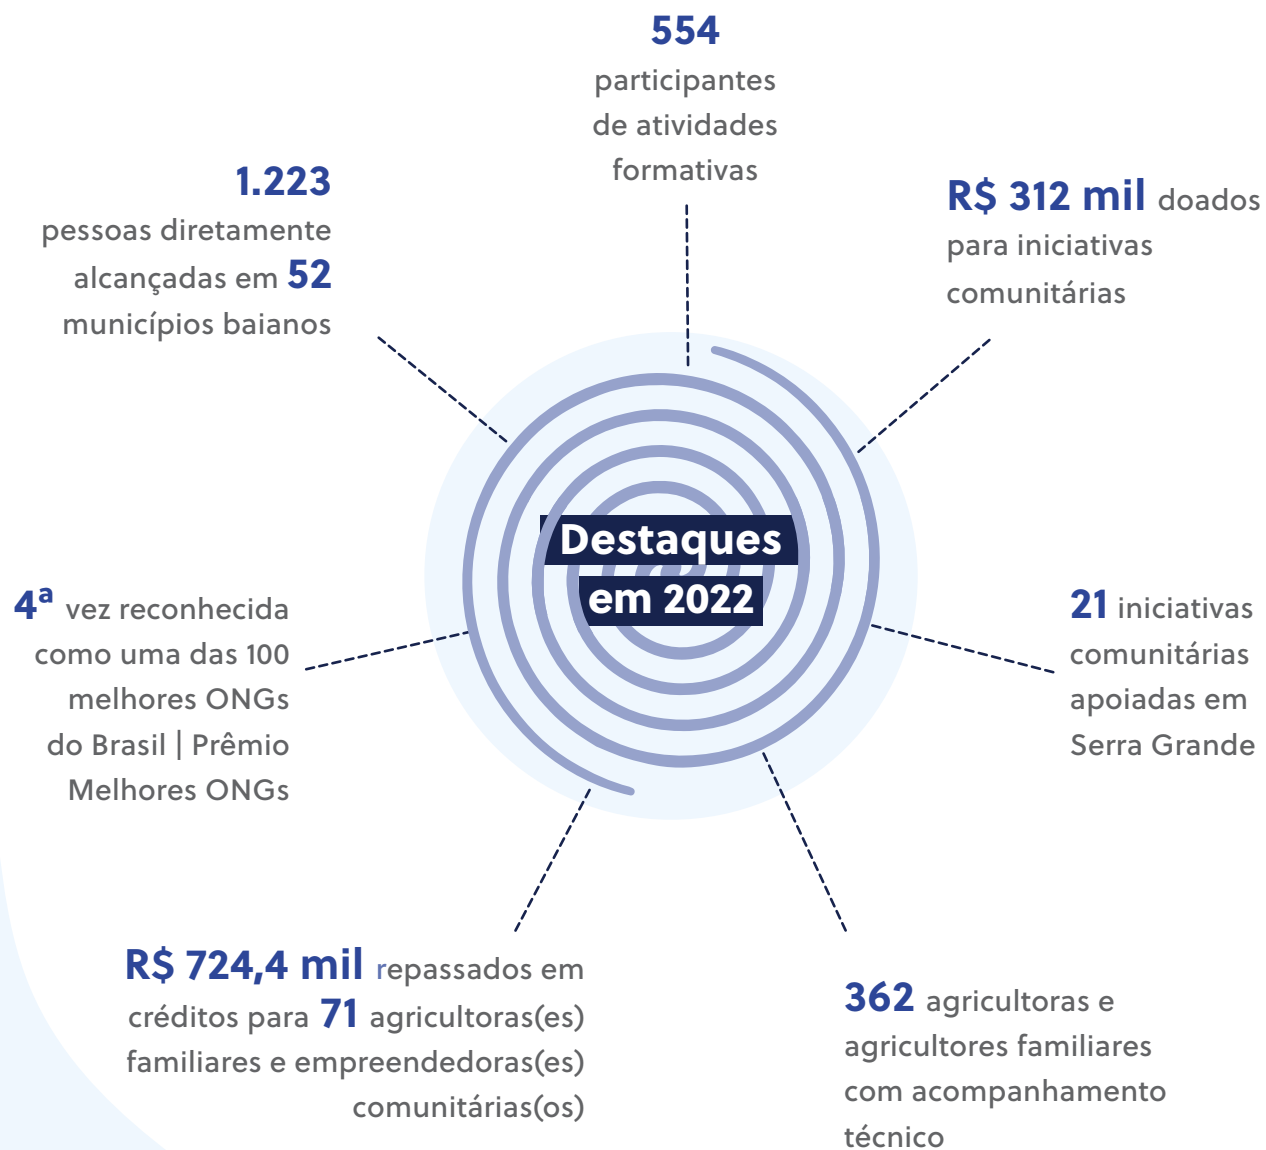 554
participantes
de atividades
formativas
1.223
pessoas diretamente
alcançadas em 52
municípios baianos
R$ 312 mil doados
para iniciativas
comunitárias
Destaques
em 2022
4ª vez reconhecida
como uma das 100
melhores ONGs
do Brasil | Prêmio
Melhores ONGs
21 iniciativas
comunitárias
apoiadas em
Serra Grande
R$ 724,4 mil repassados em
créditos para 71 agricultoras(es)
familiares e empreendedoras(es)
comunitárias(os)
362 agricultoras e
agricultores familiares
com acompanhamento
técnico